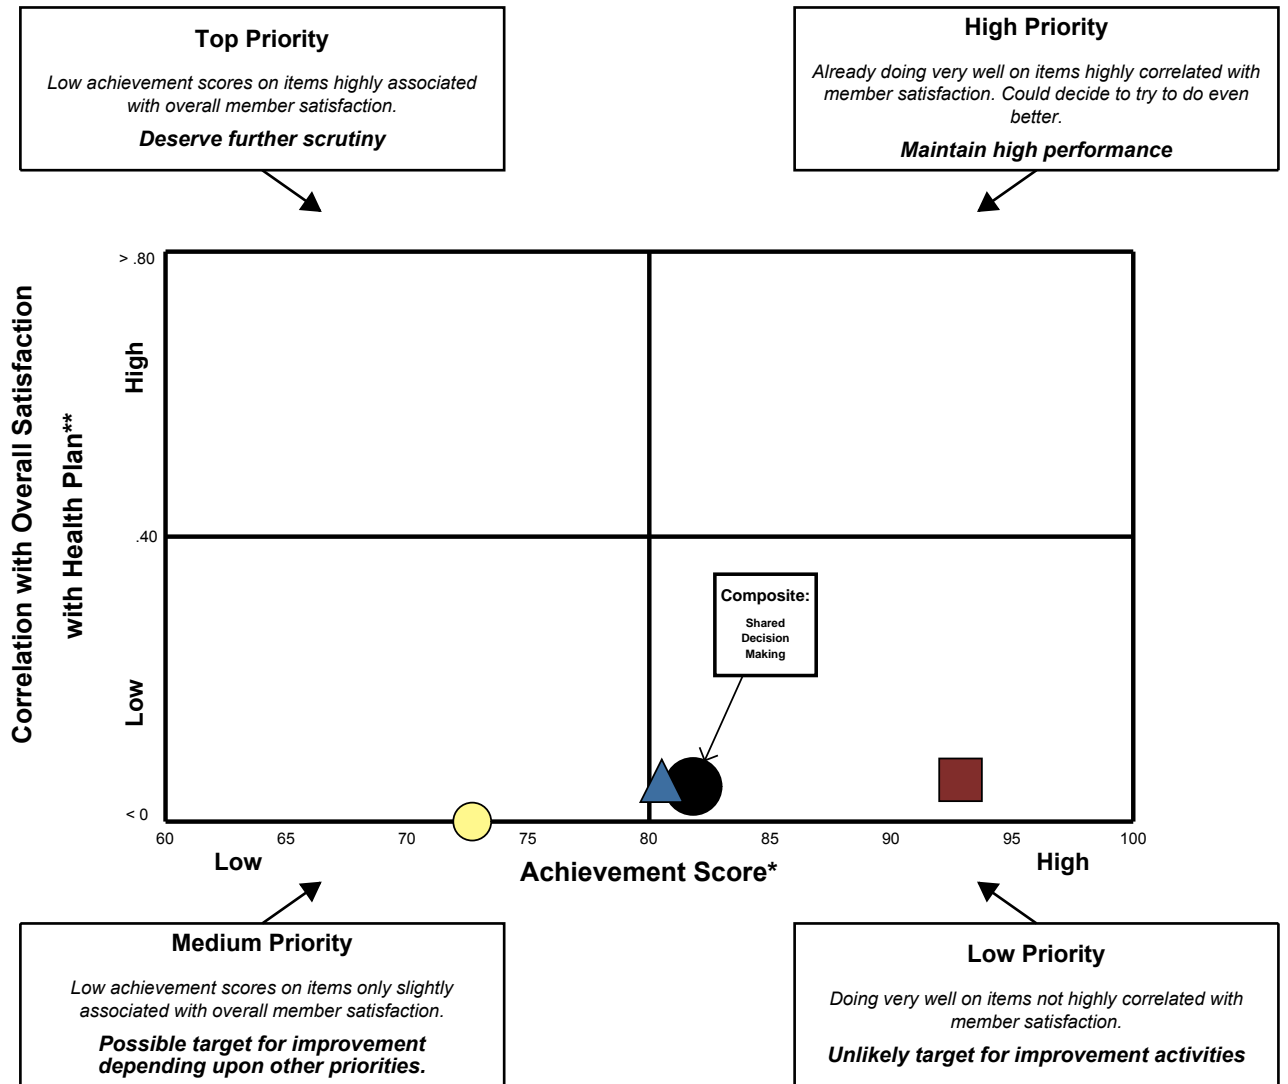 Top Priority
Low achievement scores on items highly associated
with overall member satisfaction.
Deserve further scrutiny
High Priority
Already doing very well on items highly correlated with
member satisfaction. Could decide to try to do even
better.
Maintain high performance
Correlation with Overall Satisfaction
with Health Plan**
> .80
High
.40
Low
< 0
Composite:
Shared
Decision
Making
60 65 70 75 80 85 90 95 100
Low
Achievement Score*
High
Medium Priority
Low achievement scores on items only slightly
associated with overall member satisfaction.
Possible target for improvement
depending upon other priorities.
Low Priority
Doing very well on items not highly correlated with
member satisfaction.
Unlikely target for improvement activities